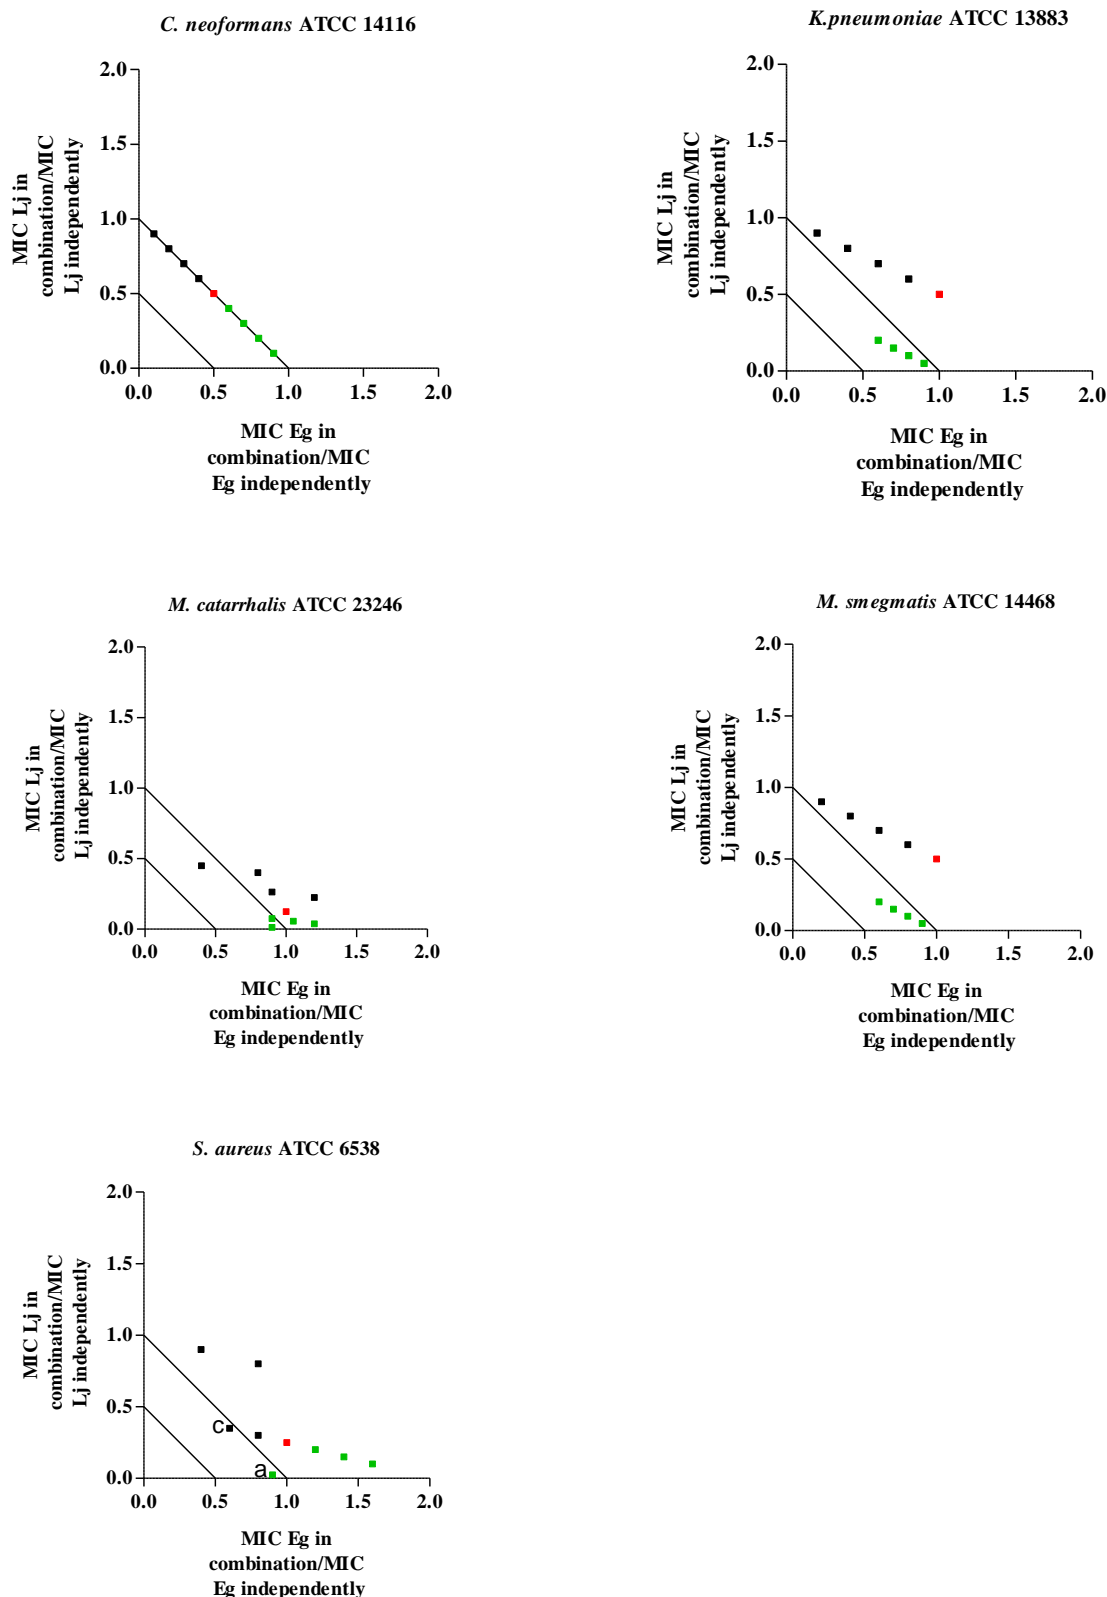 C. neoformans ATCC 14116
2.0
1.5
1.0
0.5
0.0
MIC Lj in
combination/MIC
Lj independently
0.0 0.5 1.0 1.5 2.0
MIC Eg in
combination/MIC
Eg independently
K.pneumoniae ATCC 13883
2.0
1.5
1.0
0.5
0.0
MIC Lj in
combination/MIC
Lj independently
0.0 0.5 1.0 1.5 2.0
MIC Eg in
combination/MIC
Eg independently
M. catarrhalis ATCC 23246
2.0
1.5
1.0
0.5
0.0
MIC Lj in
combination/MIC
Lj independently
0.0 0.5 1.0 1.5 2.0
MIC Eg in
combination/MIC
Eg independently
M. smegmatis ATCC 14468
2.0
1.5
1.0
0.5
0.0
MIC Lj in
combination/MIC
Lj independently
0.0 0.5 1.0 1.5 2.0
MIC Eg in
combination/MIC
Eg independently
S. aureus ATCC 6538
2.0
1.5
1.0
0.5
0.0
MIC Lj in
combination/MIC
Lj independently
c
a
0.0 0.5 1.0 1.5 2.0
MIC Eg in
combination/MIC
Eg independently